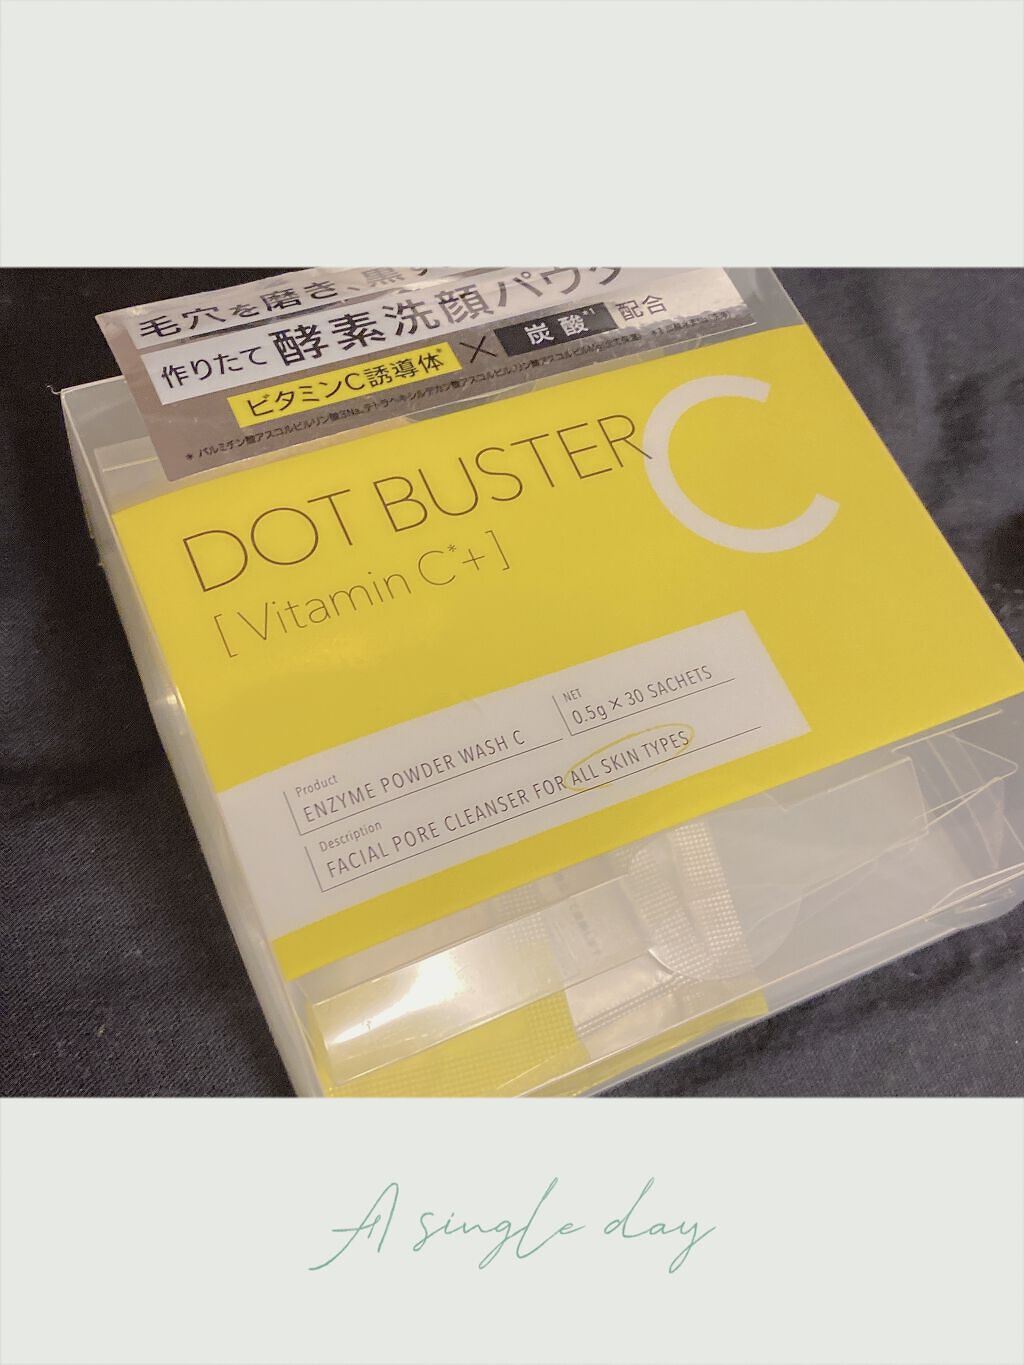 毛穴を磨き、黒
作りたて 酵素洗顔パウダ
ビタミンC誘導体* × 炭酸*¹ 配合
DOT BUSTER C
[Vitamin C*+]
NET
0.5g×30 SACHETS
Product
ENZYME POWDER WASH C
Description
FACIAL PORE CLEANSER FOR ALL SKIN TYPES
A single day